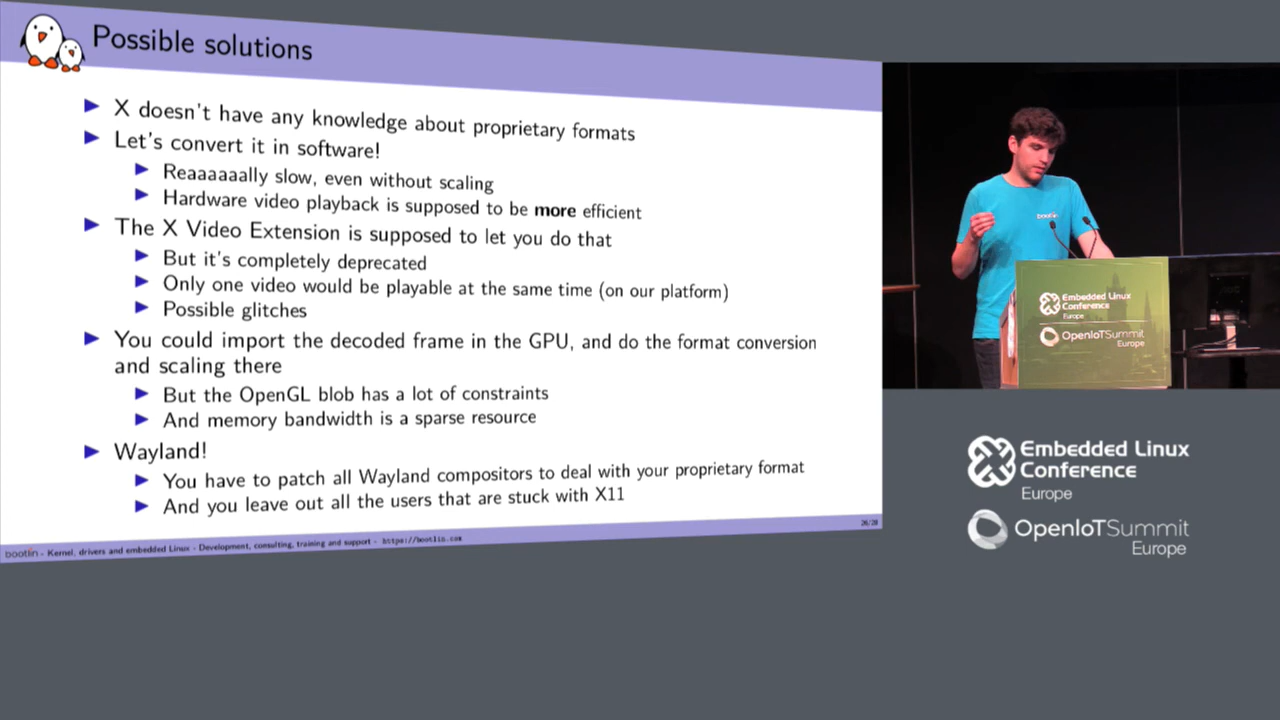 Possible solutions
X doesn't have any knowledge about proprietary formats
Let's convert it in software!
Reaaaaaally slow, even without scaling
Hardware video playback is supposed to be more efficient
The X Video Extension is supposed to let you do that
But it's completely deprecated
Only one video would be playable at the same time (on our platform)
Possible glitches
You could import the decoded frame in the GPU, and do the format conversion
and scaling there
But the OpenGL blob has a lot of constraints
And memory bandwidth is a sparse resource
Wayland!
You have to patch all Wayland compositors to deal with your proprietary format
And you leave out all the users that are stuck with X11
26/28
bootlin - Kernel, drivers and embedded Linux - Development, consulting, training and support - https://bootlin.com
bootlin
Embedded Linux
Conference
Europe
OpenIoTSummit
Europe
Embedded Linux
Conference
Europe
OpenIoTSummit
Europe